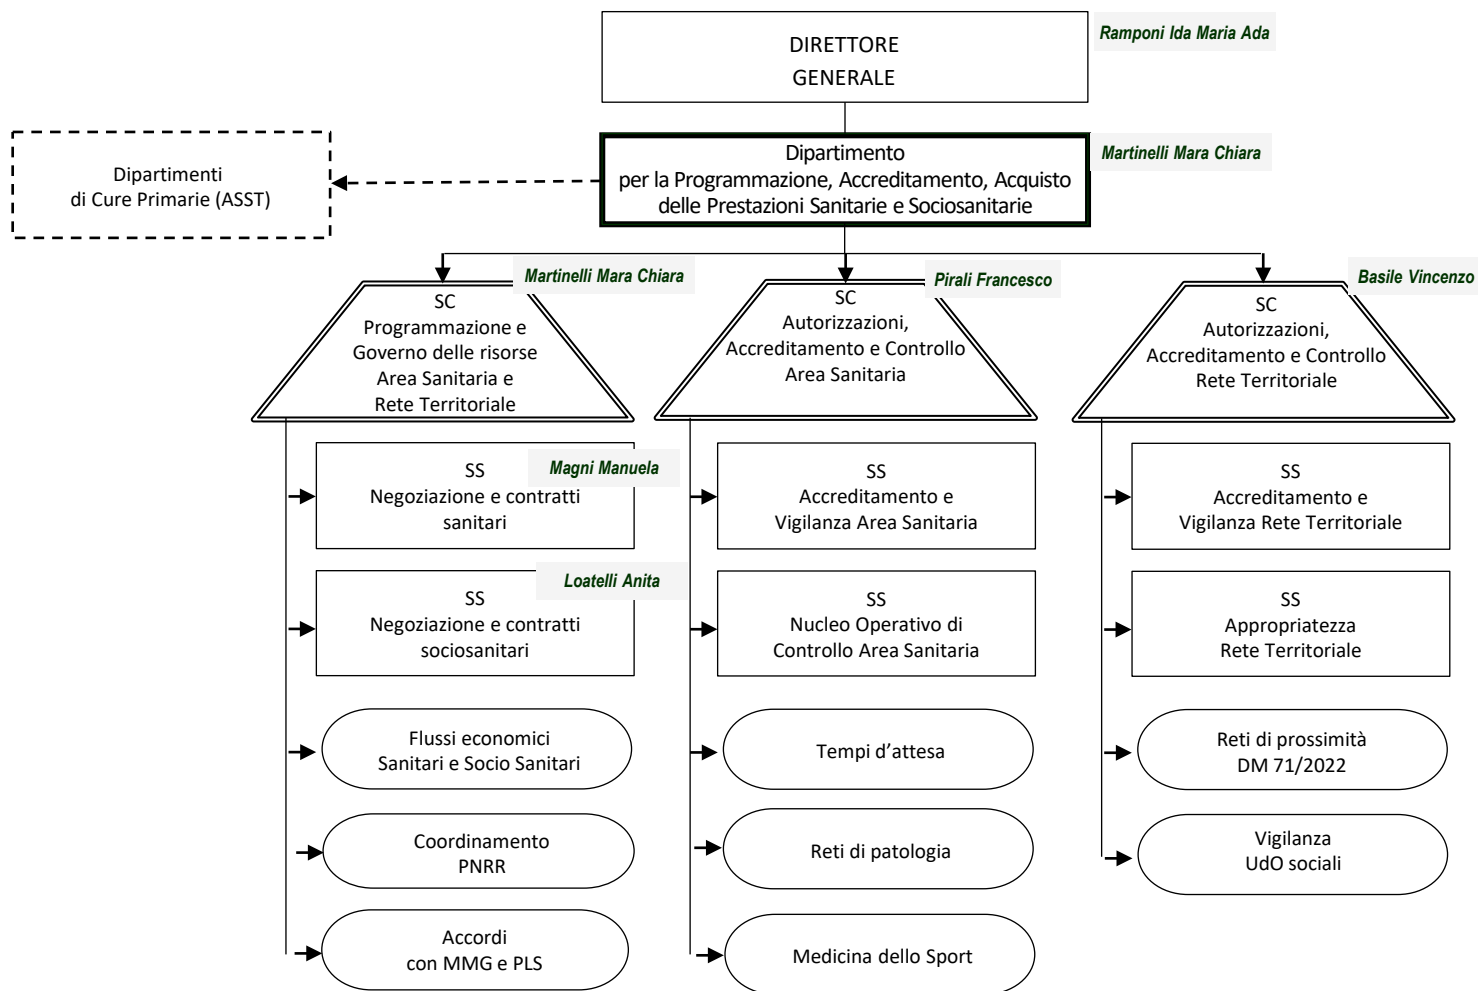 DIRETTORE
GENERALE
Ramponi Ida Maria Ada
Dipartimenti
di Cure Primarie (ASST)
Dipartimento
per la Programmazione, Accreditamento, Acquisto
delle Prestazioni Sanitarie e Sociosanitarie
Martinelli Mara Chiara
Martinelli Mara Chiara
SC
Programmazione e
Governo delle risorse
Area Sanitaria e
Rete Territoriale
Pirali Francesco
SC
Autorizzazioni,
Accreditamento e Controllo
Area Sanitaria
Basile Vincenzo
SC
Autorizzazioni,
Accreditamento e Controllo
Rete Territoriale
Magni Manuela
SS
Negoziazione e contratti
sanitari
SS
Accreditamento e
Vigilanza Area Sanitaria
SS
Accreditamento e
Vigilanza Rete Territoriale
Loatelli Anita
SS
Negoziazione e contratti
sociosanitari
SS
Nucleo Operativo di
Controllo Area Sanitaria
SS
Appropriatezza
Rete Territoriale
Flussi economici
Sanitari e Socio Sanitari
Tempi d’attesa
Reti di prossimità
DM 71/2022
Coordinamento
PNRR
Reti di patologia
Vigilanza
UdO sociali
Accordi
con MMG e PLS
Medicina dello Sport